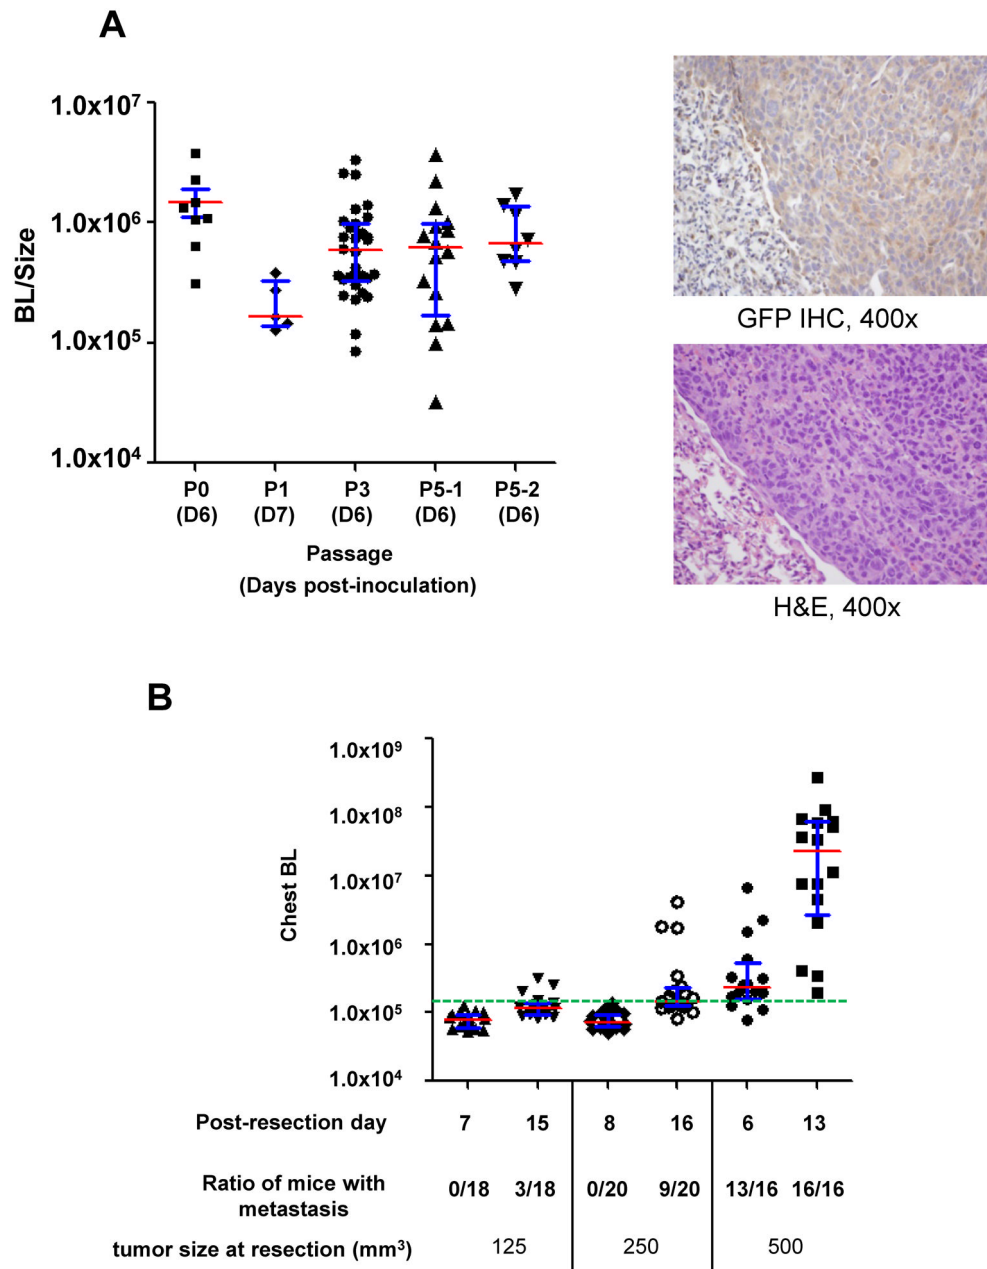 A
1.0x10⁷
1.0x10⁶
1.0x10⁵
1.0x10⁴
BL/Size
P0 P1 P3 P5-1 P5-2
(D6) (D7) (D6) (D6) (D6)
Passage
(Days post-inoculation)
GFP IHC, 400x
H&E, 400x
B
1.0x10⁹
1.0x10⁸
1.0x10⁷
1.0x10⁶
1.0x10⁵
1.0x10⁴
Chest BL
Post-resection day 7 15 8 16 6 13
Ratio of mice with
metastasis 0/18 3/18 0/20 9/20 13/16 16/16
tumor size at resection (mm³) 125 250 500